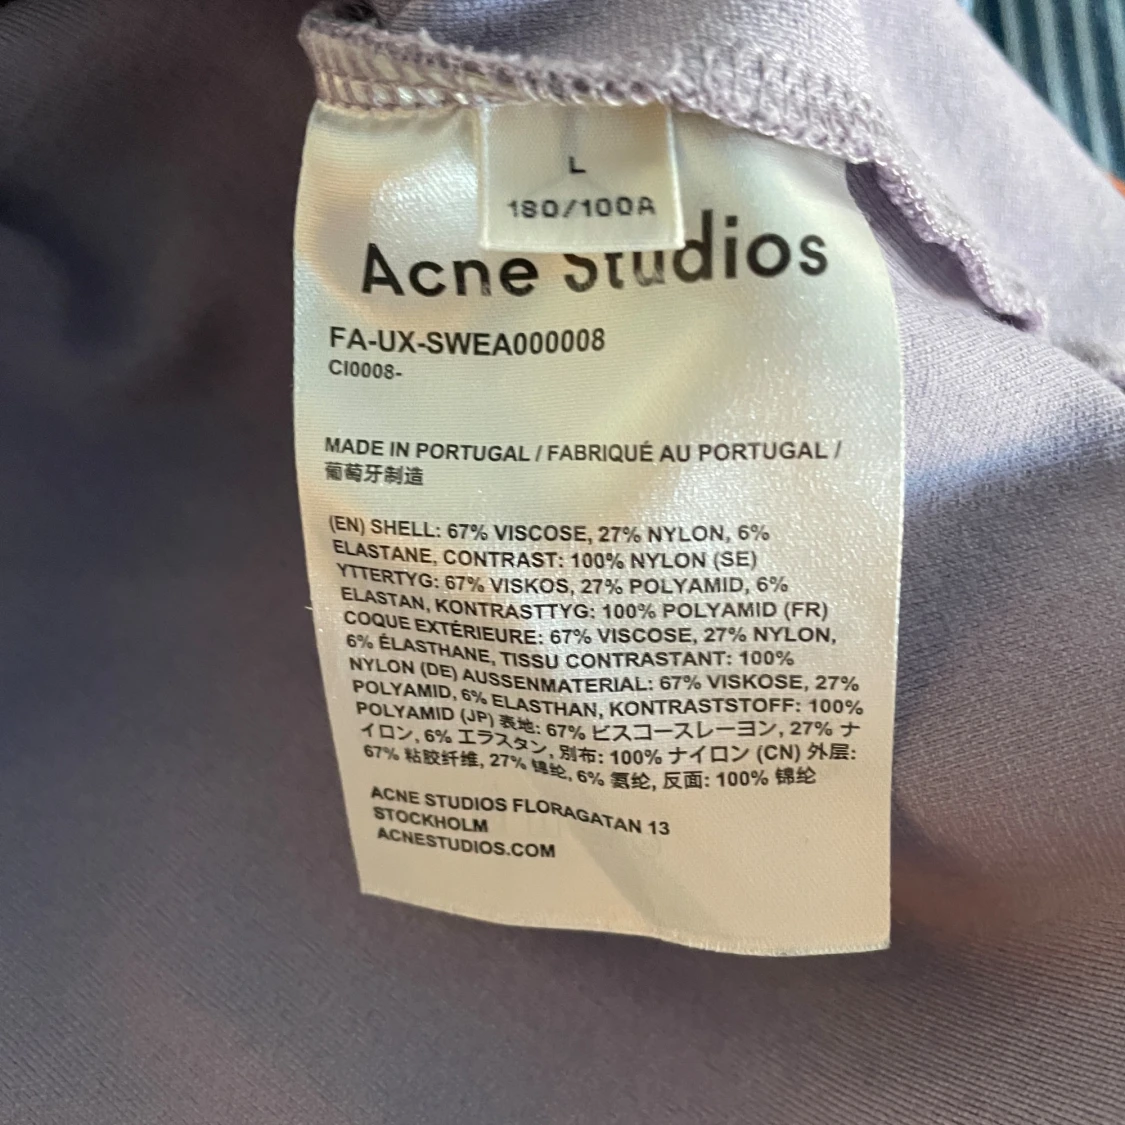 L
180/100A
Acne Studios
FA-UX-SWEA000008
CI0008-
MADE IN PORTUGAL / FABRIQUÉ AU PORTUGAL /
葡萄牙制造
(EN) SHELL: 67% VISCOSE, 27% NYLON, 6%
ELASTANE, CONTRAST: 100% NYLON (SE)
YTTERTYG: 67% VISKOS, 27% POLYAMID, 6%
ELASTAN, KONTRASTTYG: 100% POLYAMID (FR)
COQUE EXTÉRIEURE: 67% VISCOSE, 27% NYLON,
6% ÉLASTHANE, TISSU CONTRASTANT: 100%
NYLON (DE) AUSSENMATERIAL: 67% VISKOSE, 27%
POLYAMID, 6% ELASTHAN, KONTRASTSTOFF: 100%
POLYAMID (JP) 表地: 67% ビスコースレーヨン, 27% ナ
イロン, 6% エラスタン, 別布: 100% ナイロン (CN) 外层:
67% 粘胶纤维, 27% 锦纶, 6% 氨纶, 反面: 100% 锦纶
ACNE STUDIOS FLORAGATAN 13
STOCKHOLM
ACNESTUDIOS.COM